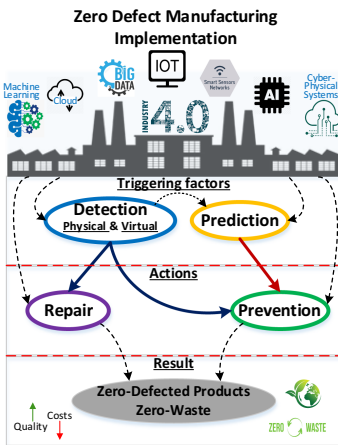 Zero Defect Manufacturing
Implementation
IOT
BIG
DATA
Smart Sensors
Networks
Machine
Learning
Cloud
AI
Cyber-
Physical
Systems
INDUSTRY
4.0
Triggering factors
Detection
Physical & Virtual
Prediction
Actions
Repair
Prevention
Result
Zero-Defected Products
Zero-Waste
Quality
Costs
ZERO WASTE